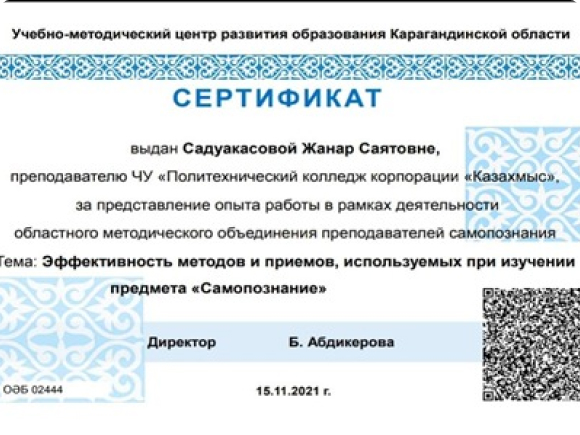 Учебно-методический центр развития образования Карагандинской области
СЕРТИФИКАТ
выдан Садуакасовой Жанар Саятовне,
преподавателю ЧУ «Политехнический колледж корпорации «Казахмыс»,
за представление опыта работы в рамках деятельности
областного методического объединения преподавателей самопознания
Тема: Эффективность методов и приемов, используемых при изучении
предмета «Самопознание»
Директор Б. Абдикерова
ОӘБ 02444
15.11.2021 г.